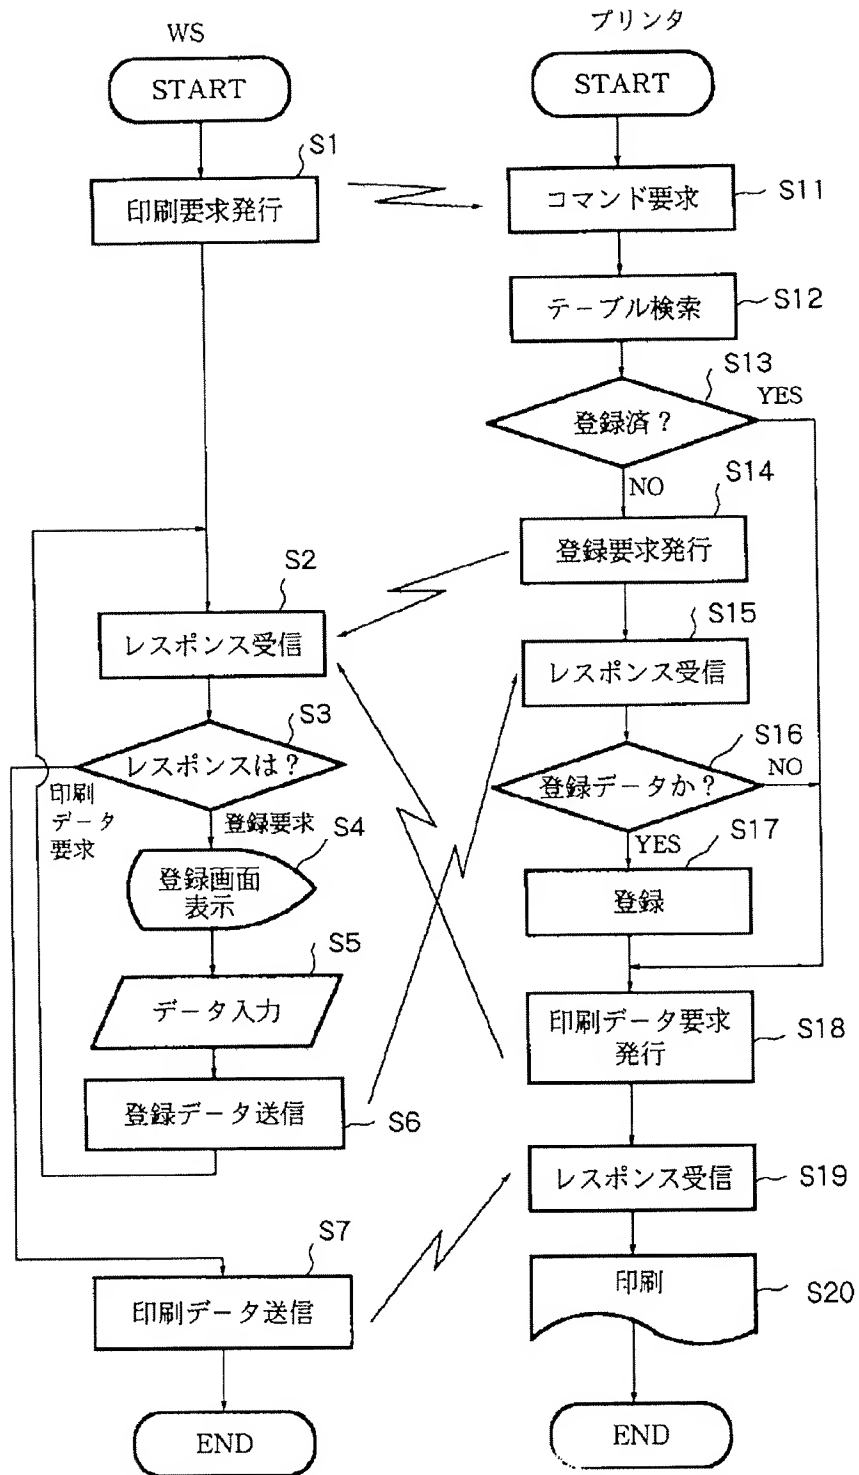 WS
START
S1
印刷要求発行
S2
レスポンス受信
S3
レスポンスは?
印刷
データ
要求
登録要求
S4
登録画面
表示
S5
データ入力
登録データ送信
S6
S7
印刷データ送信
END
プリンタ
START
コマンド要求
S11
テーブル検索
S12
S13
登録済?
YES
NO
S14
登録要求発行
S15
レスポンス受信
S16
登録データか?
NO
YES
S17
登録
印刷データ要求
発行
S18
レスポンス受信
S19
印刷
S20
END